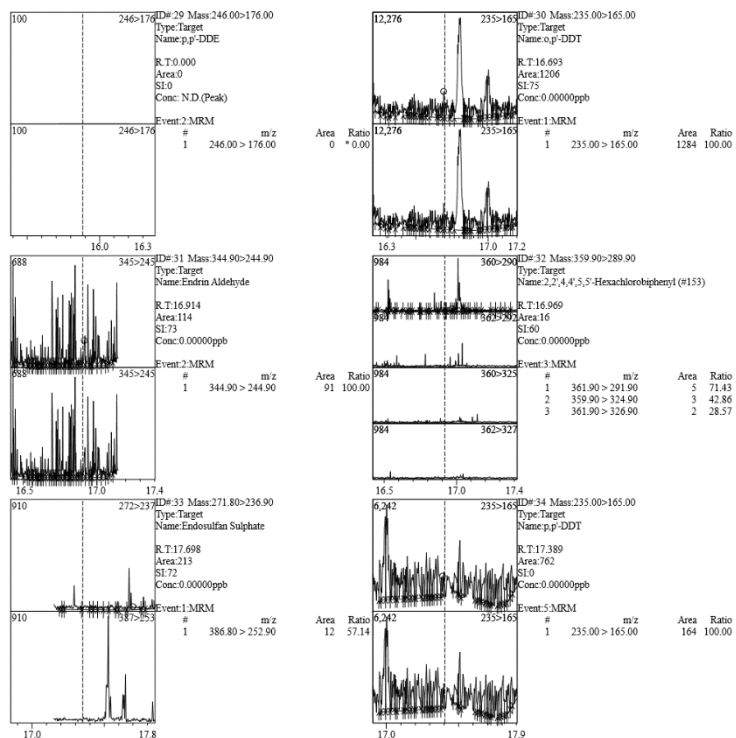 100 246>176
ID#:29 Mass:246.00>176.00
Type:Target
Name:p,p'-DDE
R.T:0.000
Area:0
SI:0
Conc: N.D.(Peak)
Event:2:MRM
100 246>176
# m/z Area Ratio
1 246.00 > 176.00 0 * 0.00
16.0 16.3
12,276 235>165
ID#:30 Mass:235.00>165.00
Type:Target
Name:o,p'-DDT
R.T:16.693
Area:1206
SI:75
Conc:0.00000ppb
Event:1:MRM
12,276 235>165
# m/z Area Ratio
1 235.00 > 165.00 1284 100.00
16.3 17.0 17.2
688 345>245
ID#:31 Mass:344.90>244.90
Type:Target
Name:Endrin Aldehyde
R.T:16.914
Area:114
SI:73
Conc:0.00000ppb
Event:2:MRM
688 345>245
# m/z Area Ratio
1 344.90 > 244.90 91 100.00
16.5 17.0 17.4
984 360>290
ID#:32 Mass:359.90>289.90
Type:Target
Name:2,2',4,4',5,5'-Hexachlorobiphenyl (#153)
R.T:16.969
Area:16
SI:60
Conc:0.00000ppb
984 362>292
Event:3:MRM
984 360>325
# m/z Area Ratio
1 361.90 > 291.90 5 71.43
2 359.90 > 324.90 3 42.86
3 361.90 > 326.90 2 28.57
984 362>327
16.5 17.0 17.4
910 272>237
ID#:33 Mass:271.80>236.90
Type:Target
Name:Endosulfan Sulphate
R.T:17.698
Area:213
SI:72
Conc:0.00000ppb
Event:1:MRM
910 387>253
# m/z Area Ratio
1 386.80 > 252.90 12 57.14
17.0 17.8
6,242 235>165
ID#:34 Mass:235.00>165.00
Type:Target
Name:p,p'-DDT
R.T:17.389
Area:762
SI:0
Conc:0.00000ppb
Event:5:MRM
6,242 235>165
# m/z Area Ratio
1 235.00 > 165.00 164 100.00
17.0 17.9